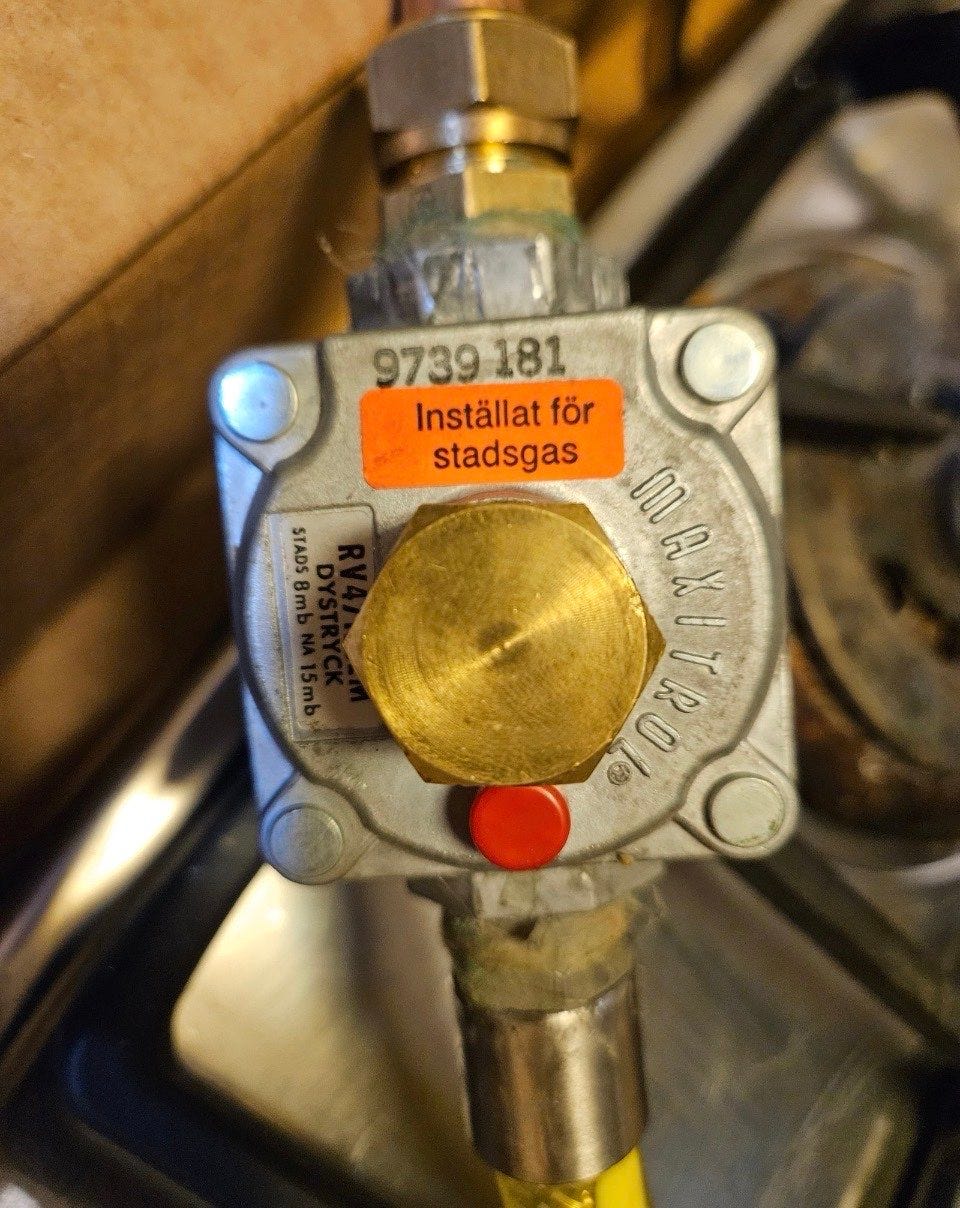 9739 181
Inställat för
stadsgas
MAXITROL®
DYSTRYCK
STADS 8mb NA 15mb